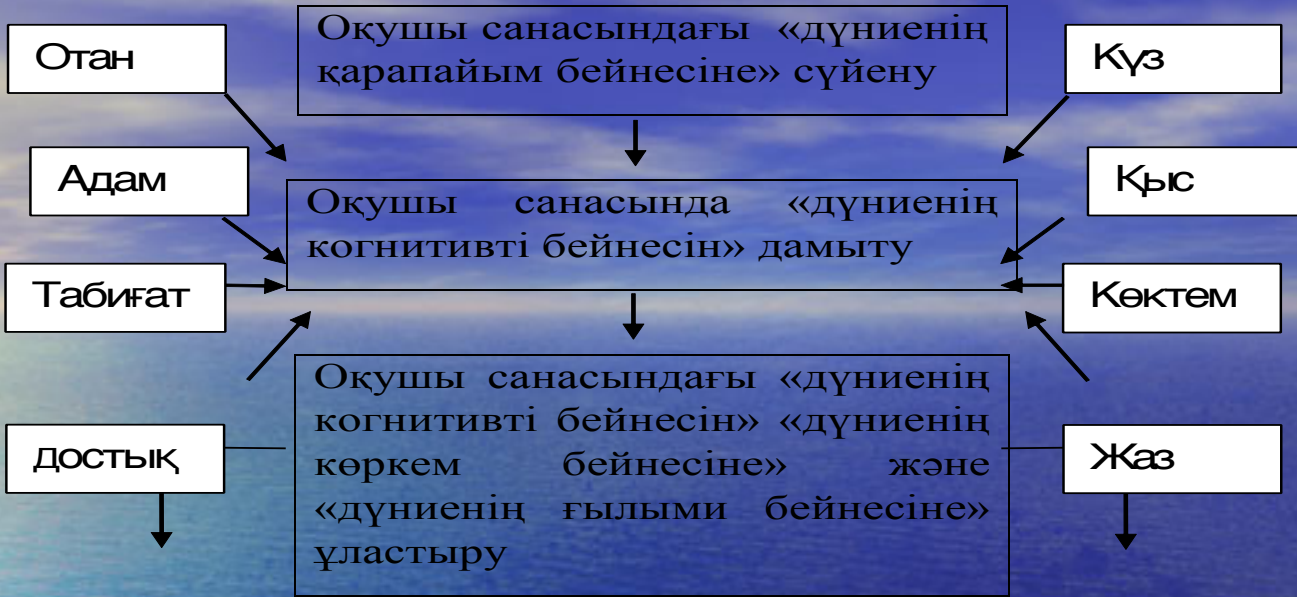 Отан
Адам
Табиғат
достық
Оқушы санасындағы «дүниенің
қарапайым бейнесіне» сүйену
Оқушы санасында «дүниенің
когнитивті бейнесін» дамыту
Оқушы санасындағы «дүниенің
когнитивті бейнесін» «дүниенің
көркем бейнесіне» және
«дүниенің ғылыми бейнесіне»
ұластыру
Күз
Қыс
Көктем
Жаз